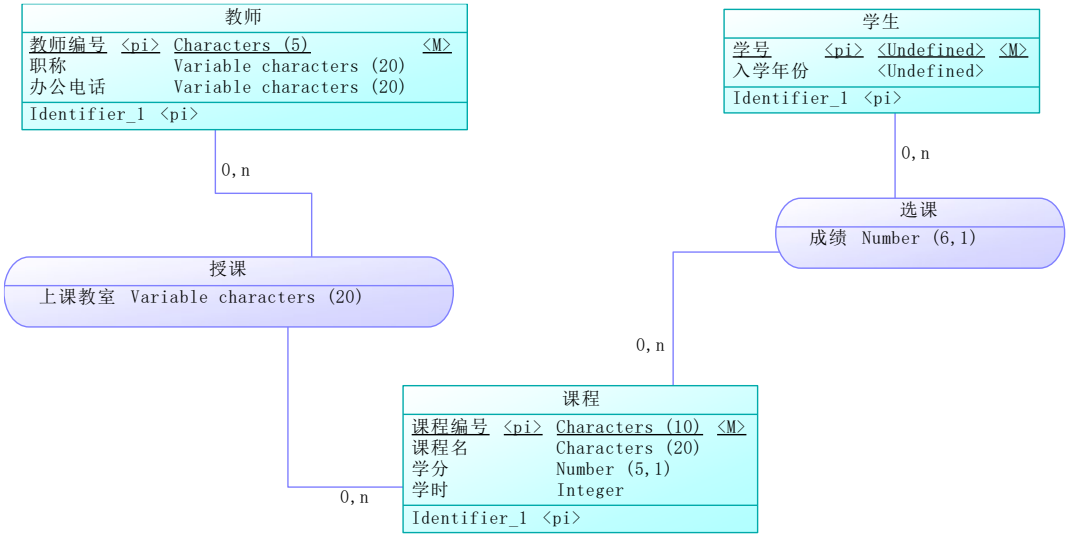 教师
教师编号 <pi> Characters (5) <M>
职称 Variable characters (20)
办公电话 Variable characters (20)
Identifier_1 <pi>
学生
学号 <pi> <Undefined> <M>
入学年份 <Undefined>
Identifier_1 <pi>
0,n
0,n
选课
成绩 Number (6,1)
授课
上课教室 Variable characters (20)
0,n
课程
课程编号 <pi> Characters (10) <M>
课程名 Characters (20)
学分 Number (5,1)
学时 Integer
Identifier_1 <pi>
0,n